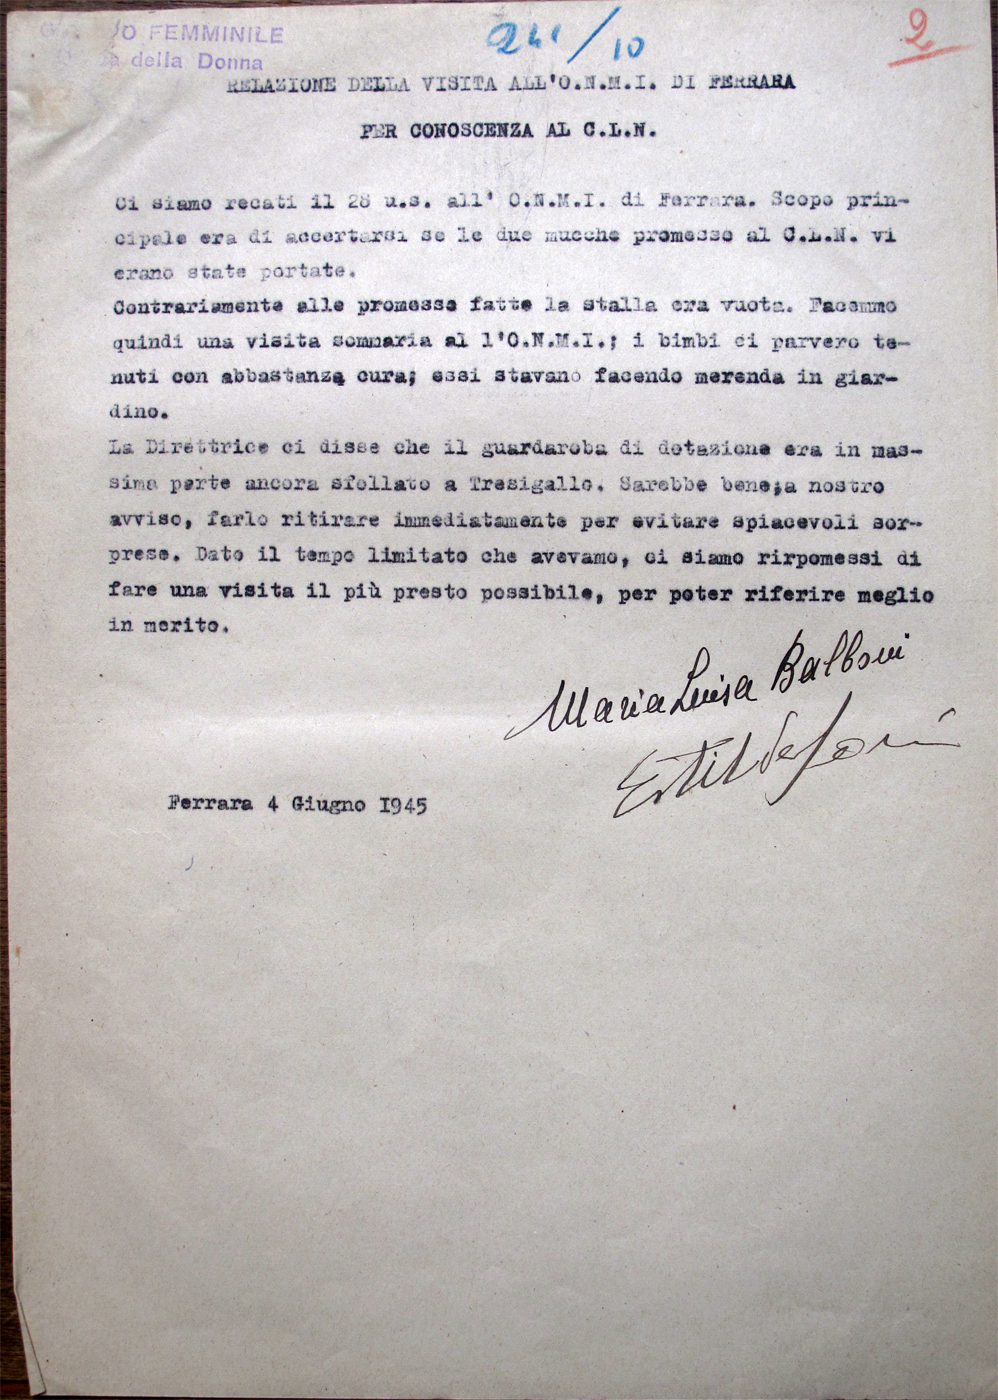 FEMMINILE
della Donna
24/10
2
RELAZIONE DELLA VISITA ALL'O.N.M.I. DI FERRARA
PER CONOSCENZA AL C.L.N.
Ci siamo recati il 28 u.s. all' O.N.M.I. di Ferrara. Scopo prin-
cipale era di accertarsi se le due mucche promesse al C.L.N. vi
erano state portate.
Contrariamente alle promesse fatte la stalla era vuota. Facemmo
quindi una visita sommaria al l'O.N.M.I.; i bimbi ci parvero te-
nuti con abbastanza cura; essi stavano facendo merenda in giar-
dino.
La Direttrice ci disse che il guardaroba di dotazione era in mas-
sima parte ancora sfollato a Tresigallo. Sarebbe bene,a nostro
avviso, farlo ritirare immediatamente per evitare spiacevoli sor-
prese. Dato il tempo limitato che avevamo, ci siamo rirpomessi di
fare una visita il più presto possibile, per poter riferire meglio
in merito.
Maria Luisa Balboni
Ferrara 4 Giugno 1945